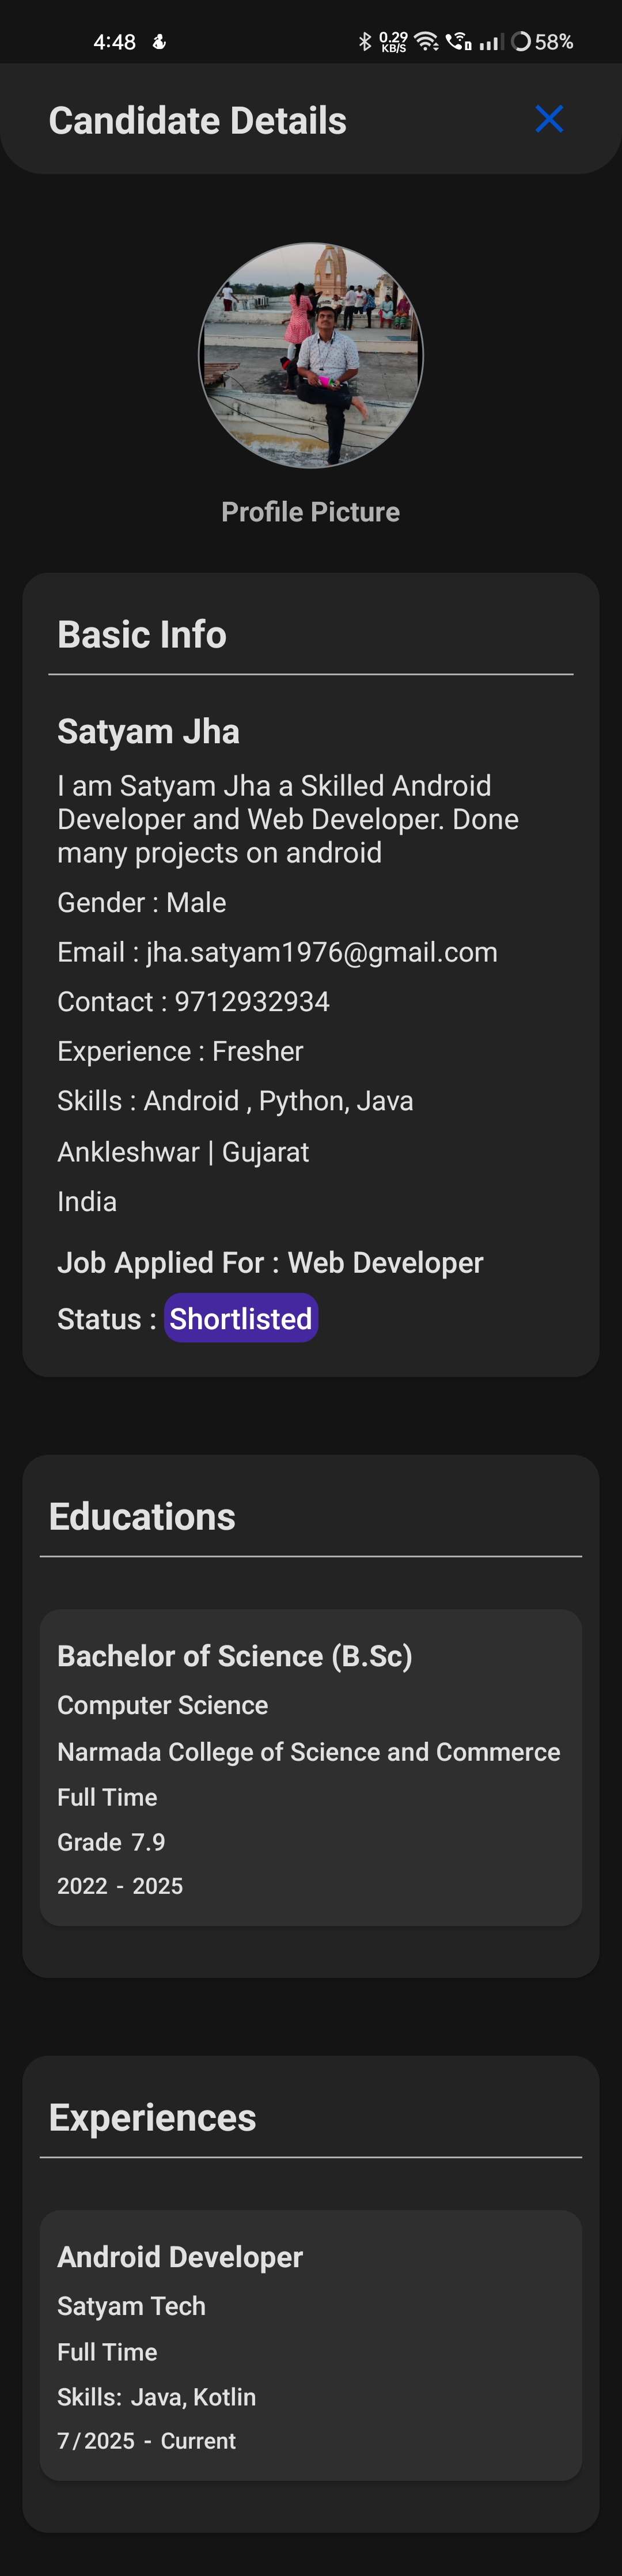 4:48
0.29
KB/S
58%
Candidate Details
Profile Picture
Basic Info
Satyam Jha
I am Satyam Jha a Skilled Android
Developer and Web Developer. Done
many projects on android
Gender : Male
Email : jha.satyam1976@gmail.com
Contact : 9712932934
Experience : Fresher
Skills : Android , Python, Java
Ankleshwar | Gujarat
India
Job Applied For : Web Developer
Status : Shortlisted
Educations
Bachelor of Science (B.Sc)
Computer Science
Narmada College of Science and Commerce
Full Time
Grade 7.9
2022 - 2025
Experiences
Android Developer
Satyam Tech
Full Time
Skills: Java, Kotlin
7/2025 - Current